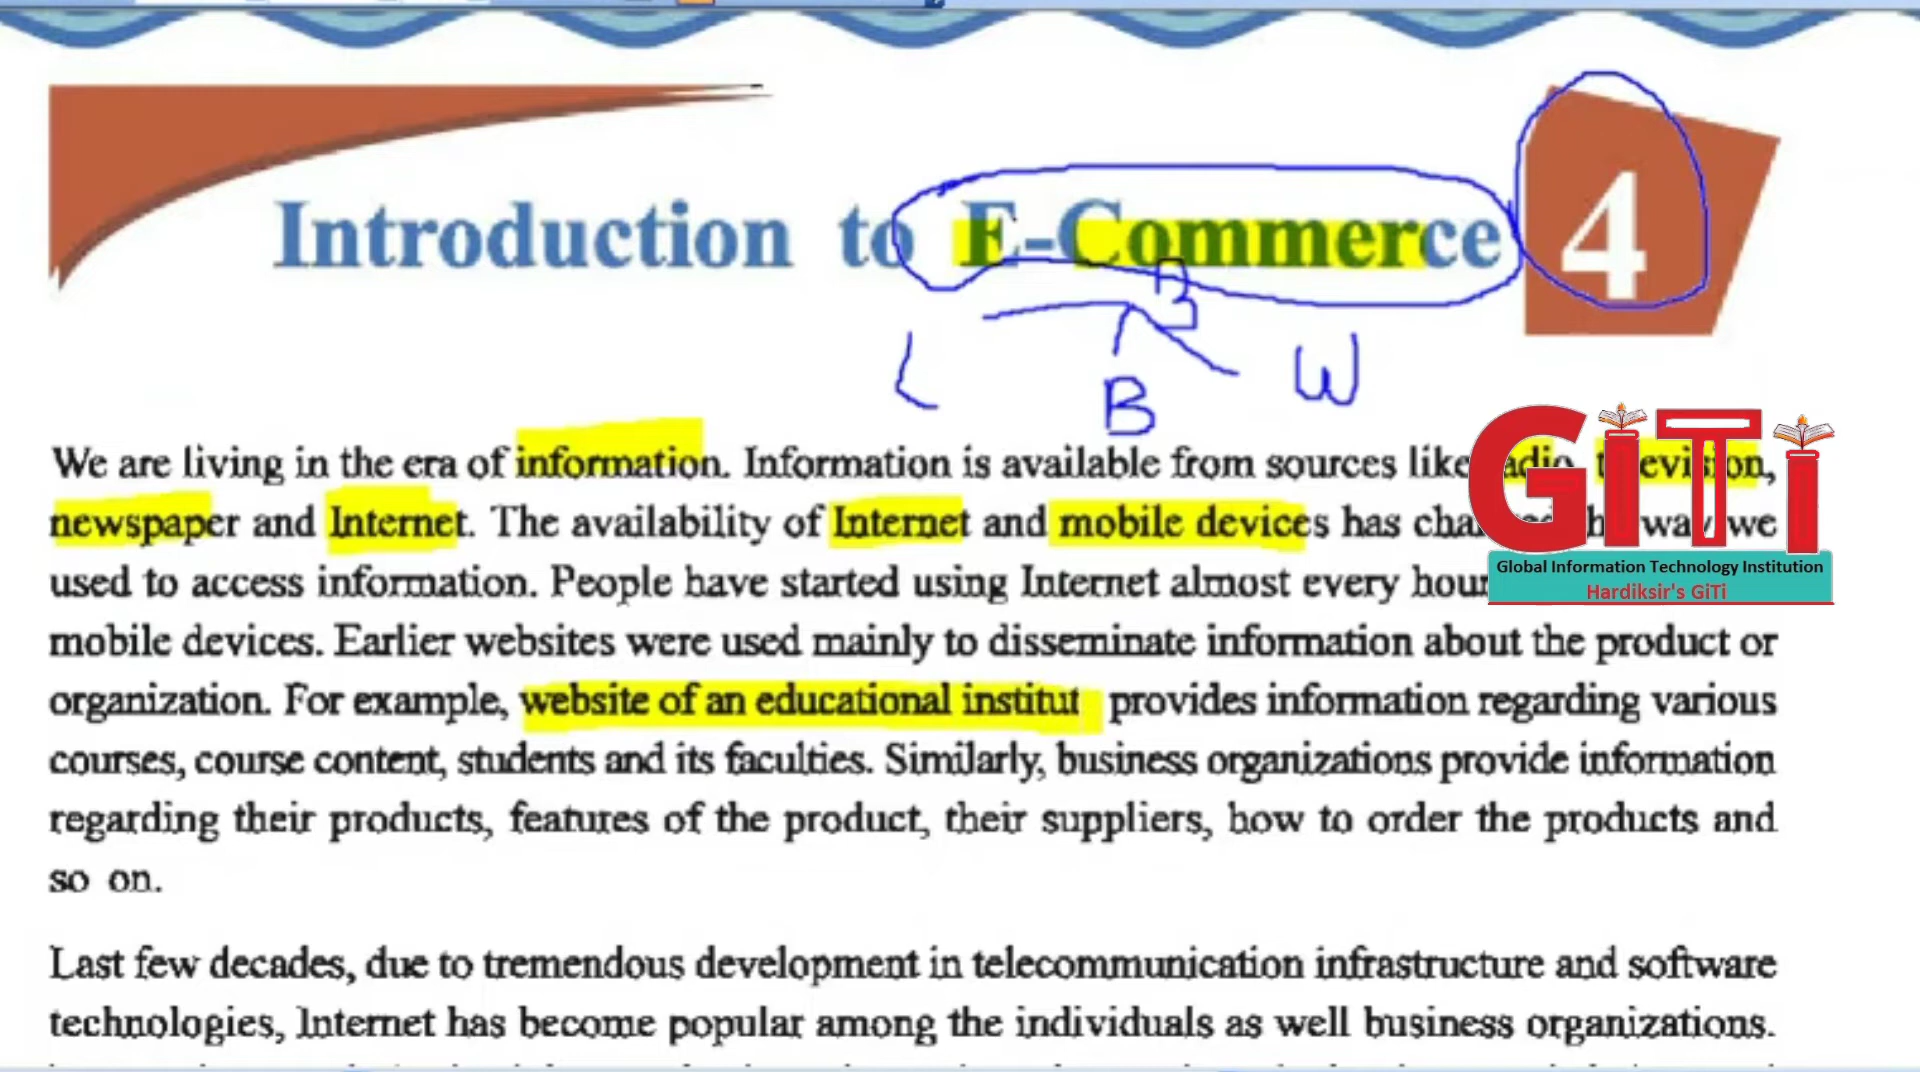 Introduction to E-Commerce 4
B
L B W
We are living in the era of information. Information is available from sources like television,
newspaper and Internet. The availability of Internet and mobile devices has way we
used to access information. People have started using Internet almost every hour
mobile devices. Earlier websites were used mainly to disseminate information about the product or
organization. For example, website of an educational institut provides information regarding various
courses, course content, students and its faculties. Similarly, business organizations provide information
regarding their products, features of the product, their suppliers, how to order the products and
so on.
Last few decades, due to tremendous development in telecommunication infrastructure and software
technologies, Internet has become popular among the individuals as well business organizations.
GiTi
Global Information Technology Institution
Hardiksir's GiTi